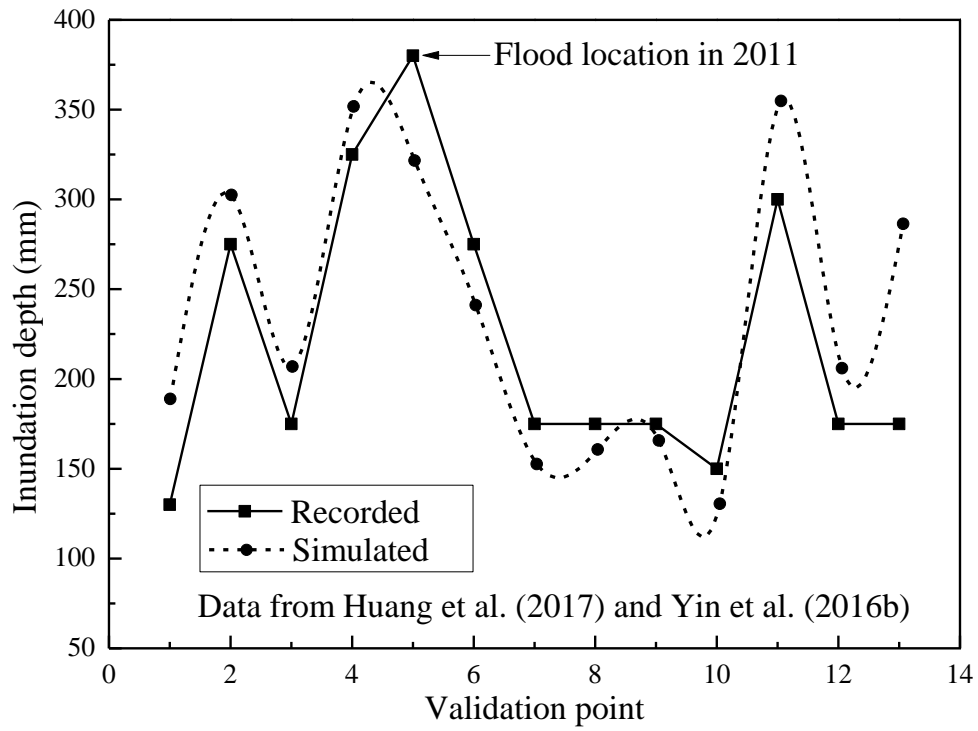 400
350
300
250
200
150
100
50
Inundation depth (mm)
Flood location in 2011
Recorded
Simulated
Data from Huang et al. (2017) and Yin et al. (2016b)
0 2 4 6 8 10 12 14
Validation point